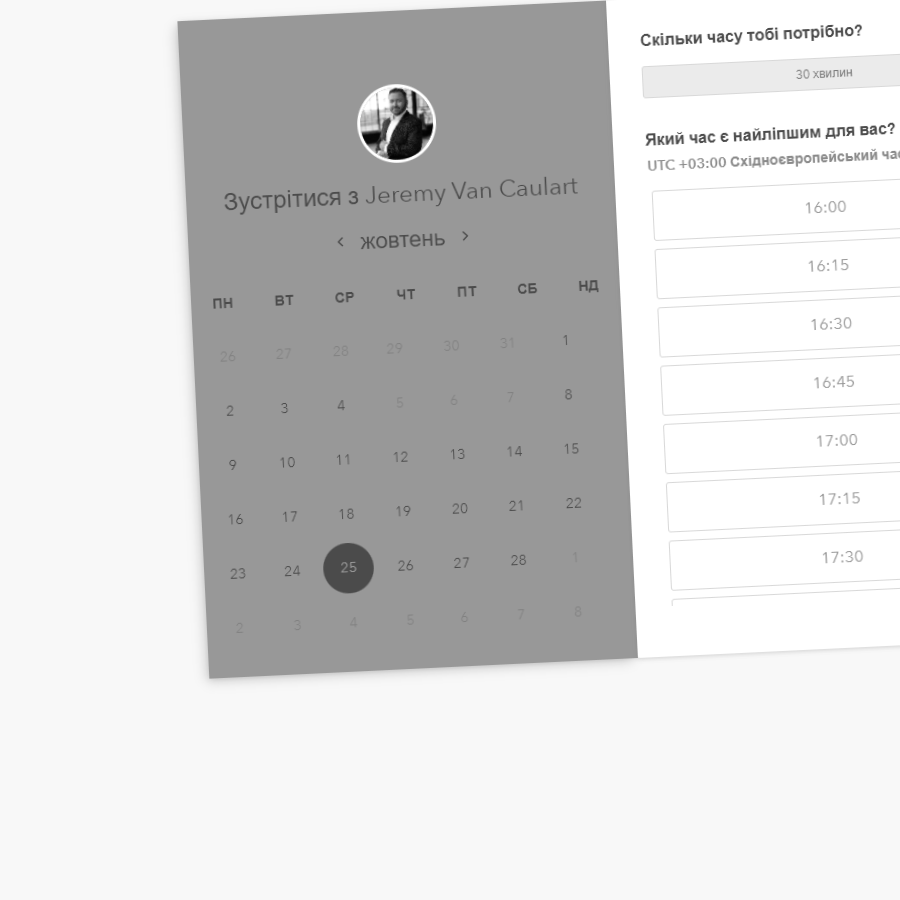 Зустрітися з Jeremy Van Caulart
жовтень
ПН ВТ СР ЧТ ПТ СБ НД
26 27 28 29 30 31 1
2 3 4 5 6 7 8
9 10 11 12 13 14 15
16 17 18 19 20 21 22
23 24 25 26 27 28 1
2 3 4 5 6 7 8
Скільки часу тобі потрібно?
30 хвилин
Який час є найліпшим для вас?
UTC +03:00 Східноєвропейський
16:00
16:15
16:30
16:45
17:00
17:15
17:30